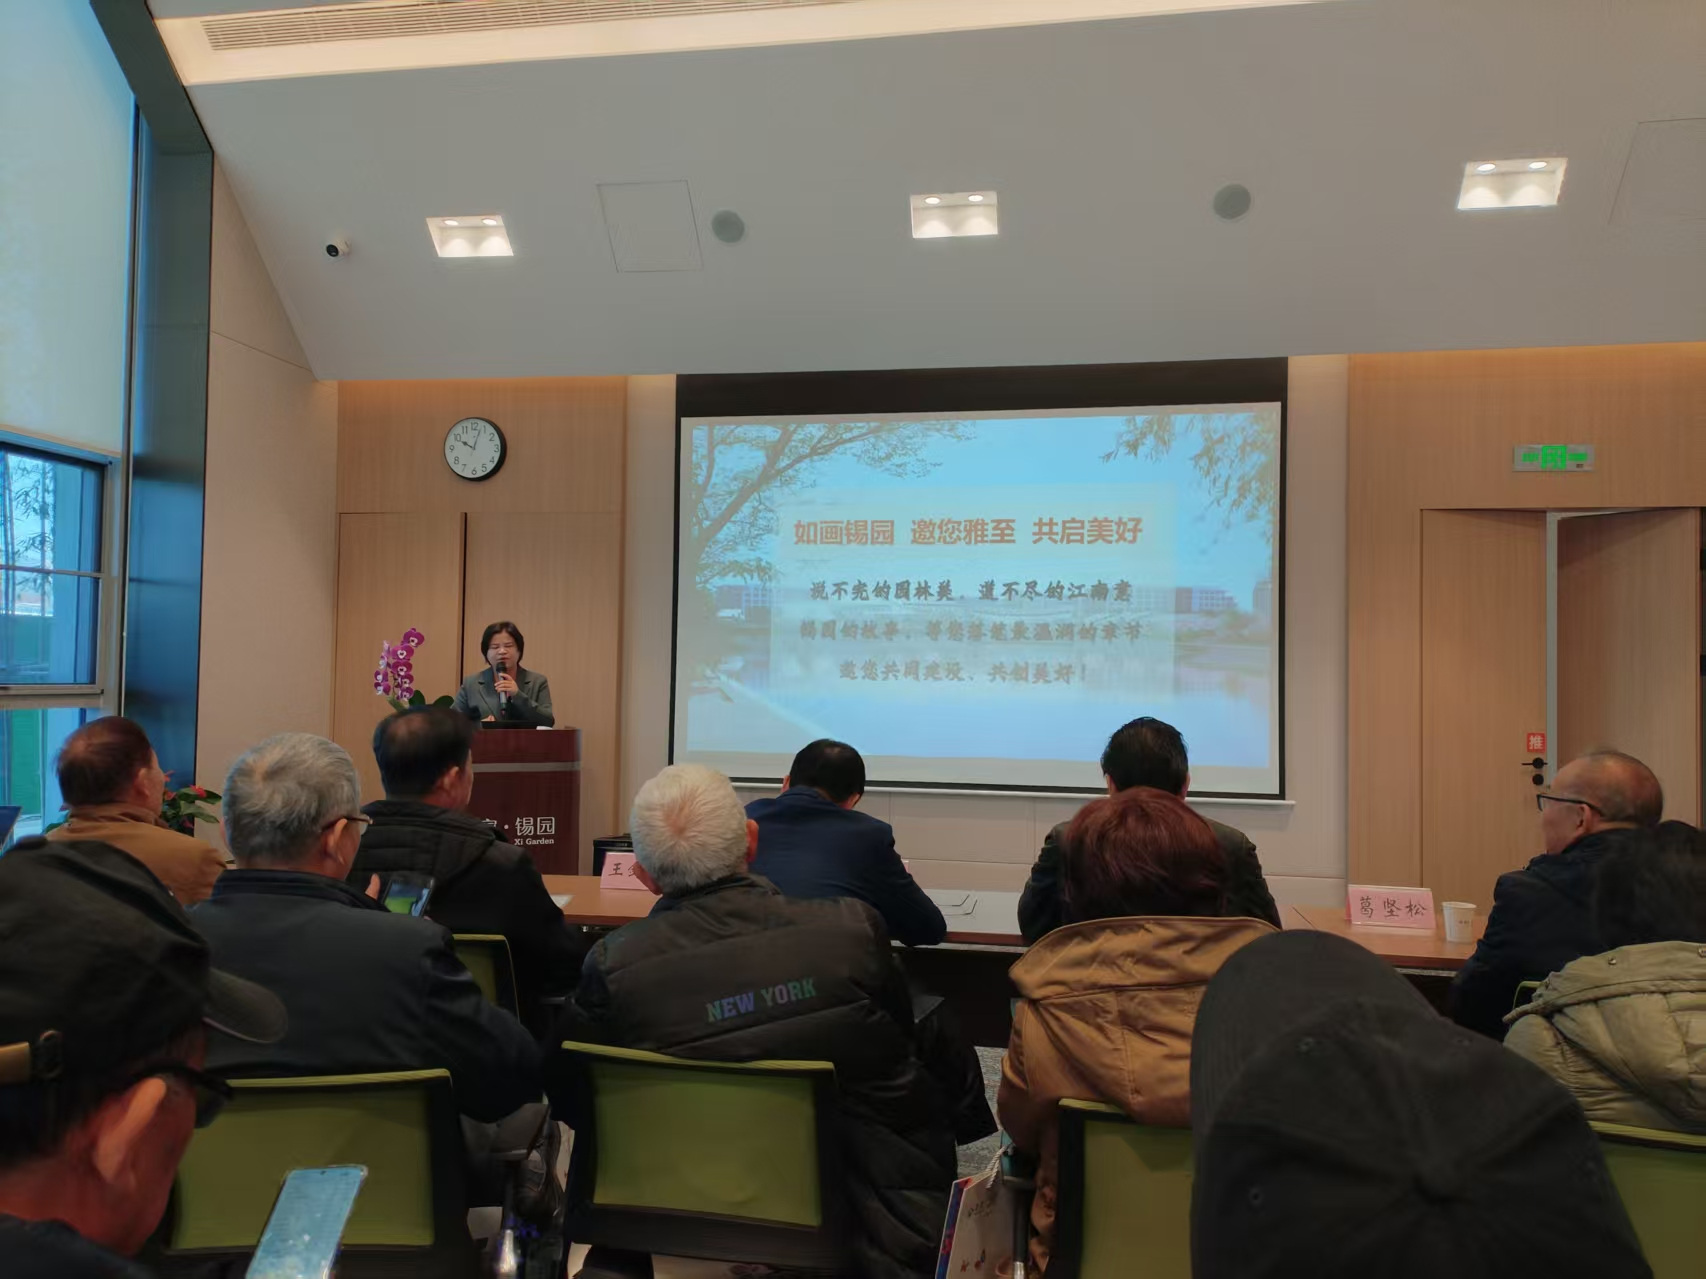 如画锡园 邀您雅至 共启美好
说不完的园林美，道不尽的江南意
锡园的故事，等您落笔最温润的章节
邀您共同建设、共创美好！
推
·锡园
Xi Garden
王
葛坚松
NEW YORK